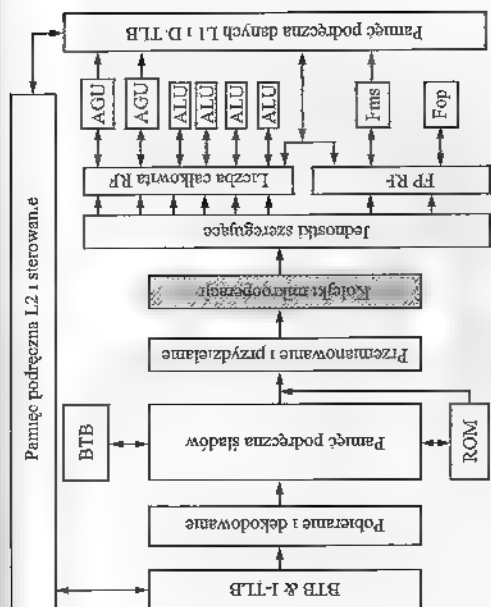 Pamięć podręczna L2 i sterowanie
BTB & I-TLB
Pobieranie i dekodowanie
Pamięć podręczna śladów
BTB
ROM
Przemianowanie i przydzielanie
Kolejki mikrooperacji
Jednostki szeregujące
Liczba całkowita RF
FP RF
AGU
AGU
ALU
ALU
ALU
ALU
Fms
Fop
Pamięć podręczna danych L1 i D-TLB